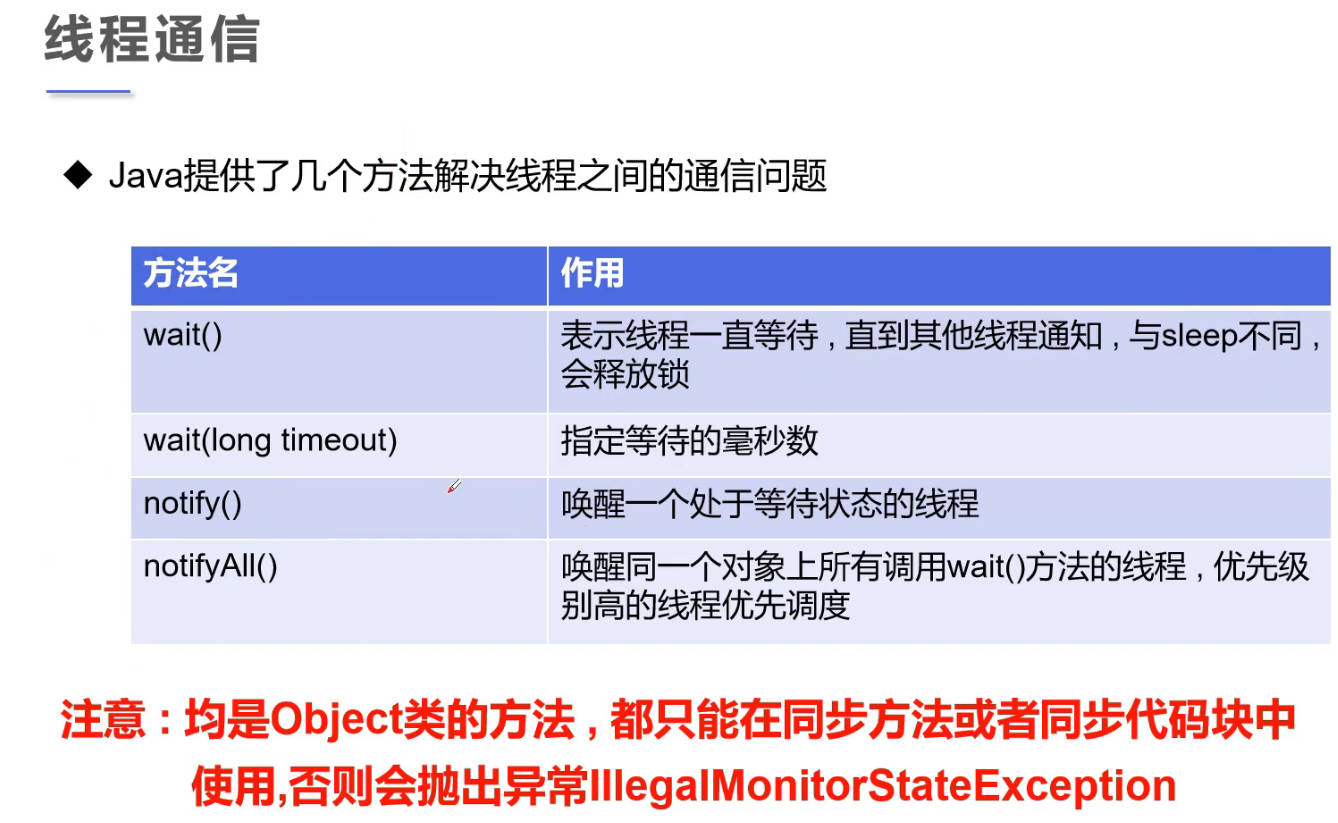 线程通信
◆ Java提供了几个方法解决线程之间的通信问题
方法名 作用
wait() 表示线程一直等待,直到其他线程通知,与sleep不同,
会释放锁
wait(long timeout) 指定等待的毫秒数
notify() 唤醒一个处于等待状态的线程
notifyAll() 唤醒同一个对象上所有调用wait()方法的线程,优先级
别高的线程优先调度
注意:均是Object类的方法,都只能在同步方法或者同步代码块中
使用,否则会抛出异常IllegalMonitorStateException